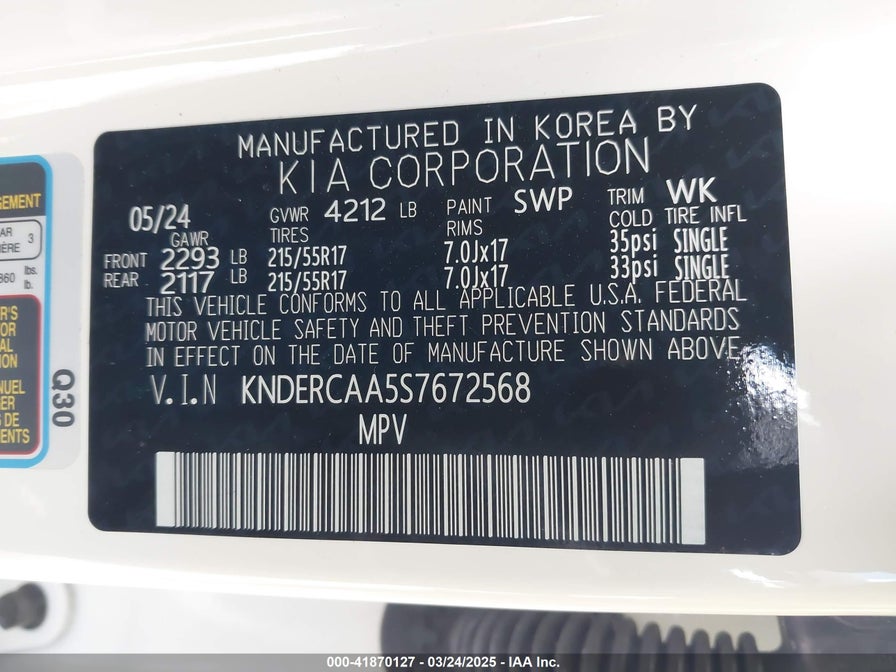 MANUFACTURED IN KOREA BY
KIA CORPORATION
05/24 GVWR 4212 LB PAINT SWP TRIM WK
GAWR TIRES RIMS COLD TIRE INFL
FRONT 2293 LB 215/55R17 7.0Jx17 35psi SINGLE
REAR 2117 LB 215/55R17 7.0Jx17 33psi SINGLE
THIS VEHICLE CONFORMS TO ALL APPLICABLE U.S.A. FEDERAL
MOTOR VEHICLE SAFETY AND THEFT PREVENTION STANDARDS
IN EFFECT ON THE DATE OF MANUFACTURE SHOWN ABOVE.
V.I.N KNDERCAA5S7672568
MPV
3
lbs.
lb.
Q30
000-41870127 - 03/24/2025 - IAA Inc.